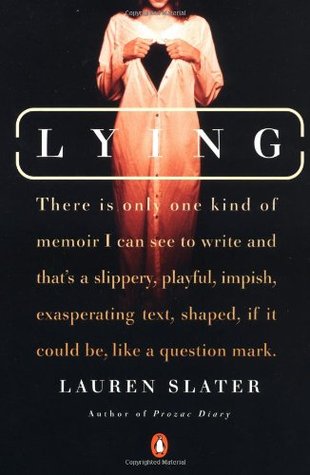 LYING
There is only one kind of
memoir I can see to write and
that's a slippery, playful, impish,
exasperating text, shaped, if it
could be, like a question mark.
LAUREN SLATER
Author of Prozac Diary